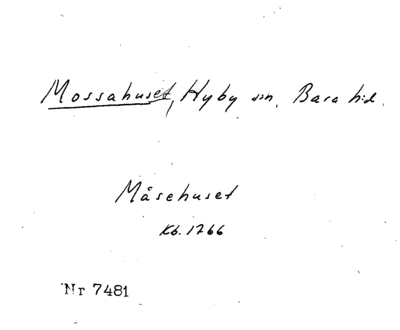 Mossahuset, Hyby sn, Bara hd.
Måsehuset
Kb. 1766
Nr 7481